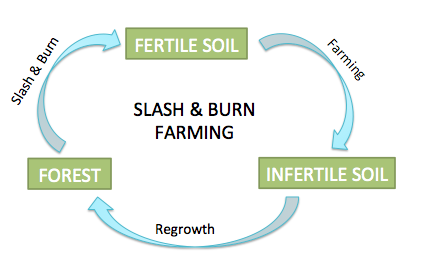 FERTILE SOIL
Slash & Burn
Farming
SLASH & BURN
FARMING
FOREST
INFERTILE SOIL
Regrowth